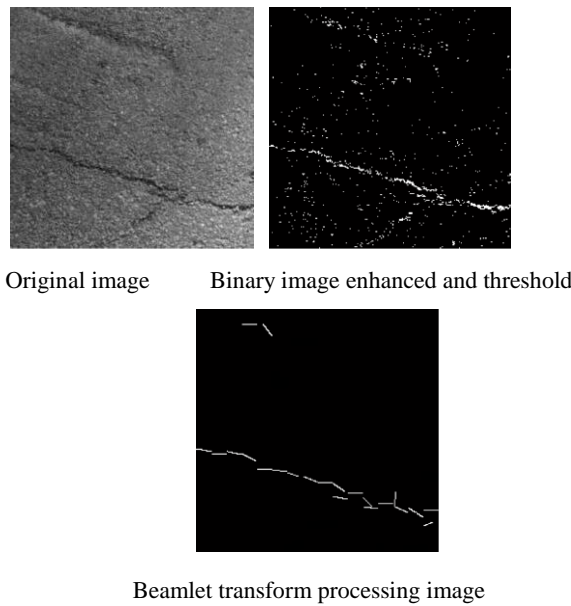 Original image
Binary image enhanced and threshold
Beamlet transform processing image